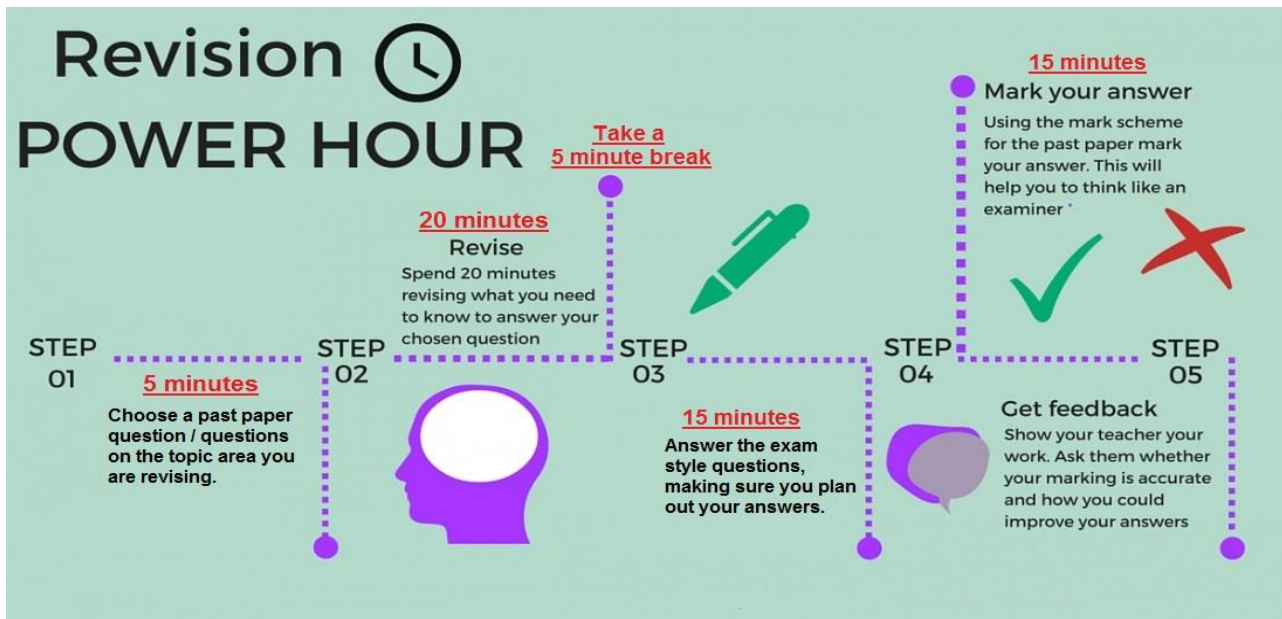 Revision
POWER HOUR
STEP
01
5 minutes
Choose a past paper
question / questions
on the topic area you
are revising.
STEP
02
20 minutes
Revise
Spend 20 minutes
revising what you need
to know to answer your
chosen question
Take a
5 minute break
STEP
03
15 minutes
Answer the exam
style questions,
making sure you plan
out your answers.
STEP
04
15 minutes
Mark your answer
Using the mark scheme
for the past paper mark
your answer. This will
help you to think like an
examiner
STEP
05
Get feedback
Show your teacher your
work. Ask them whether
your marking is accurate
and how you could
improve your answers